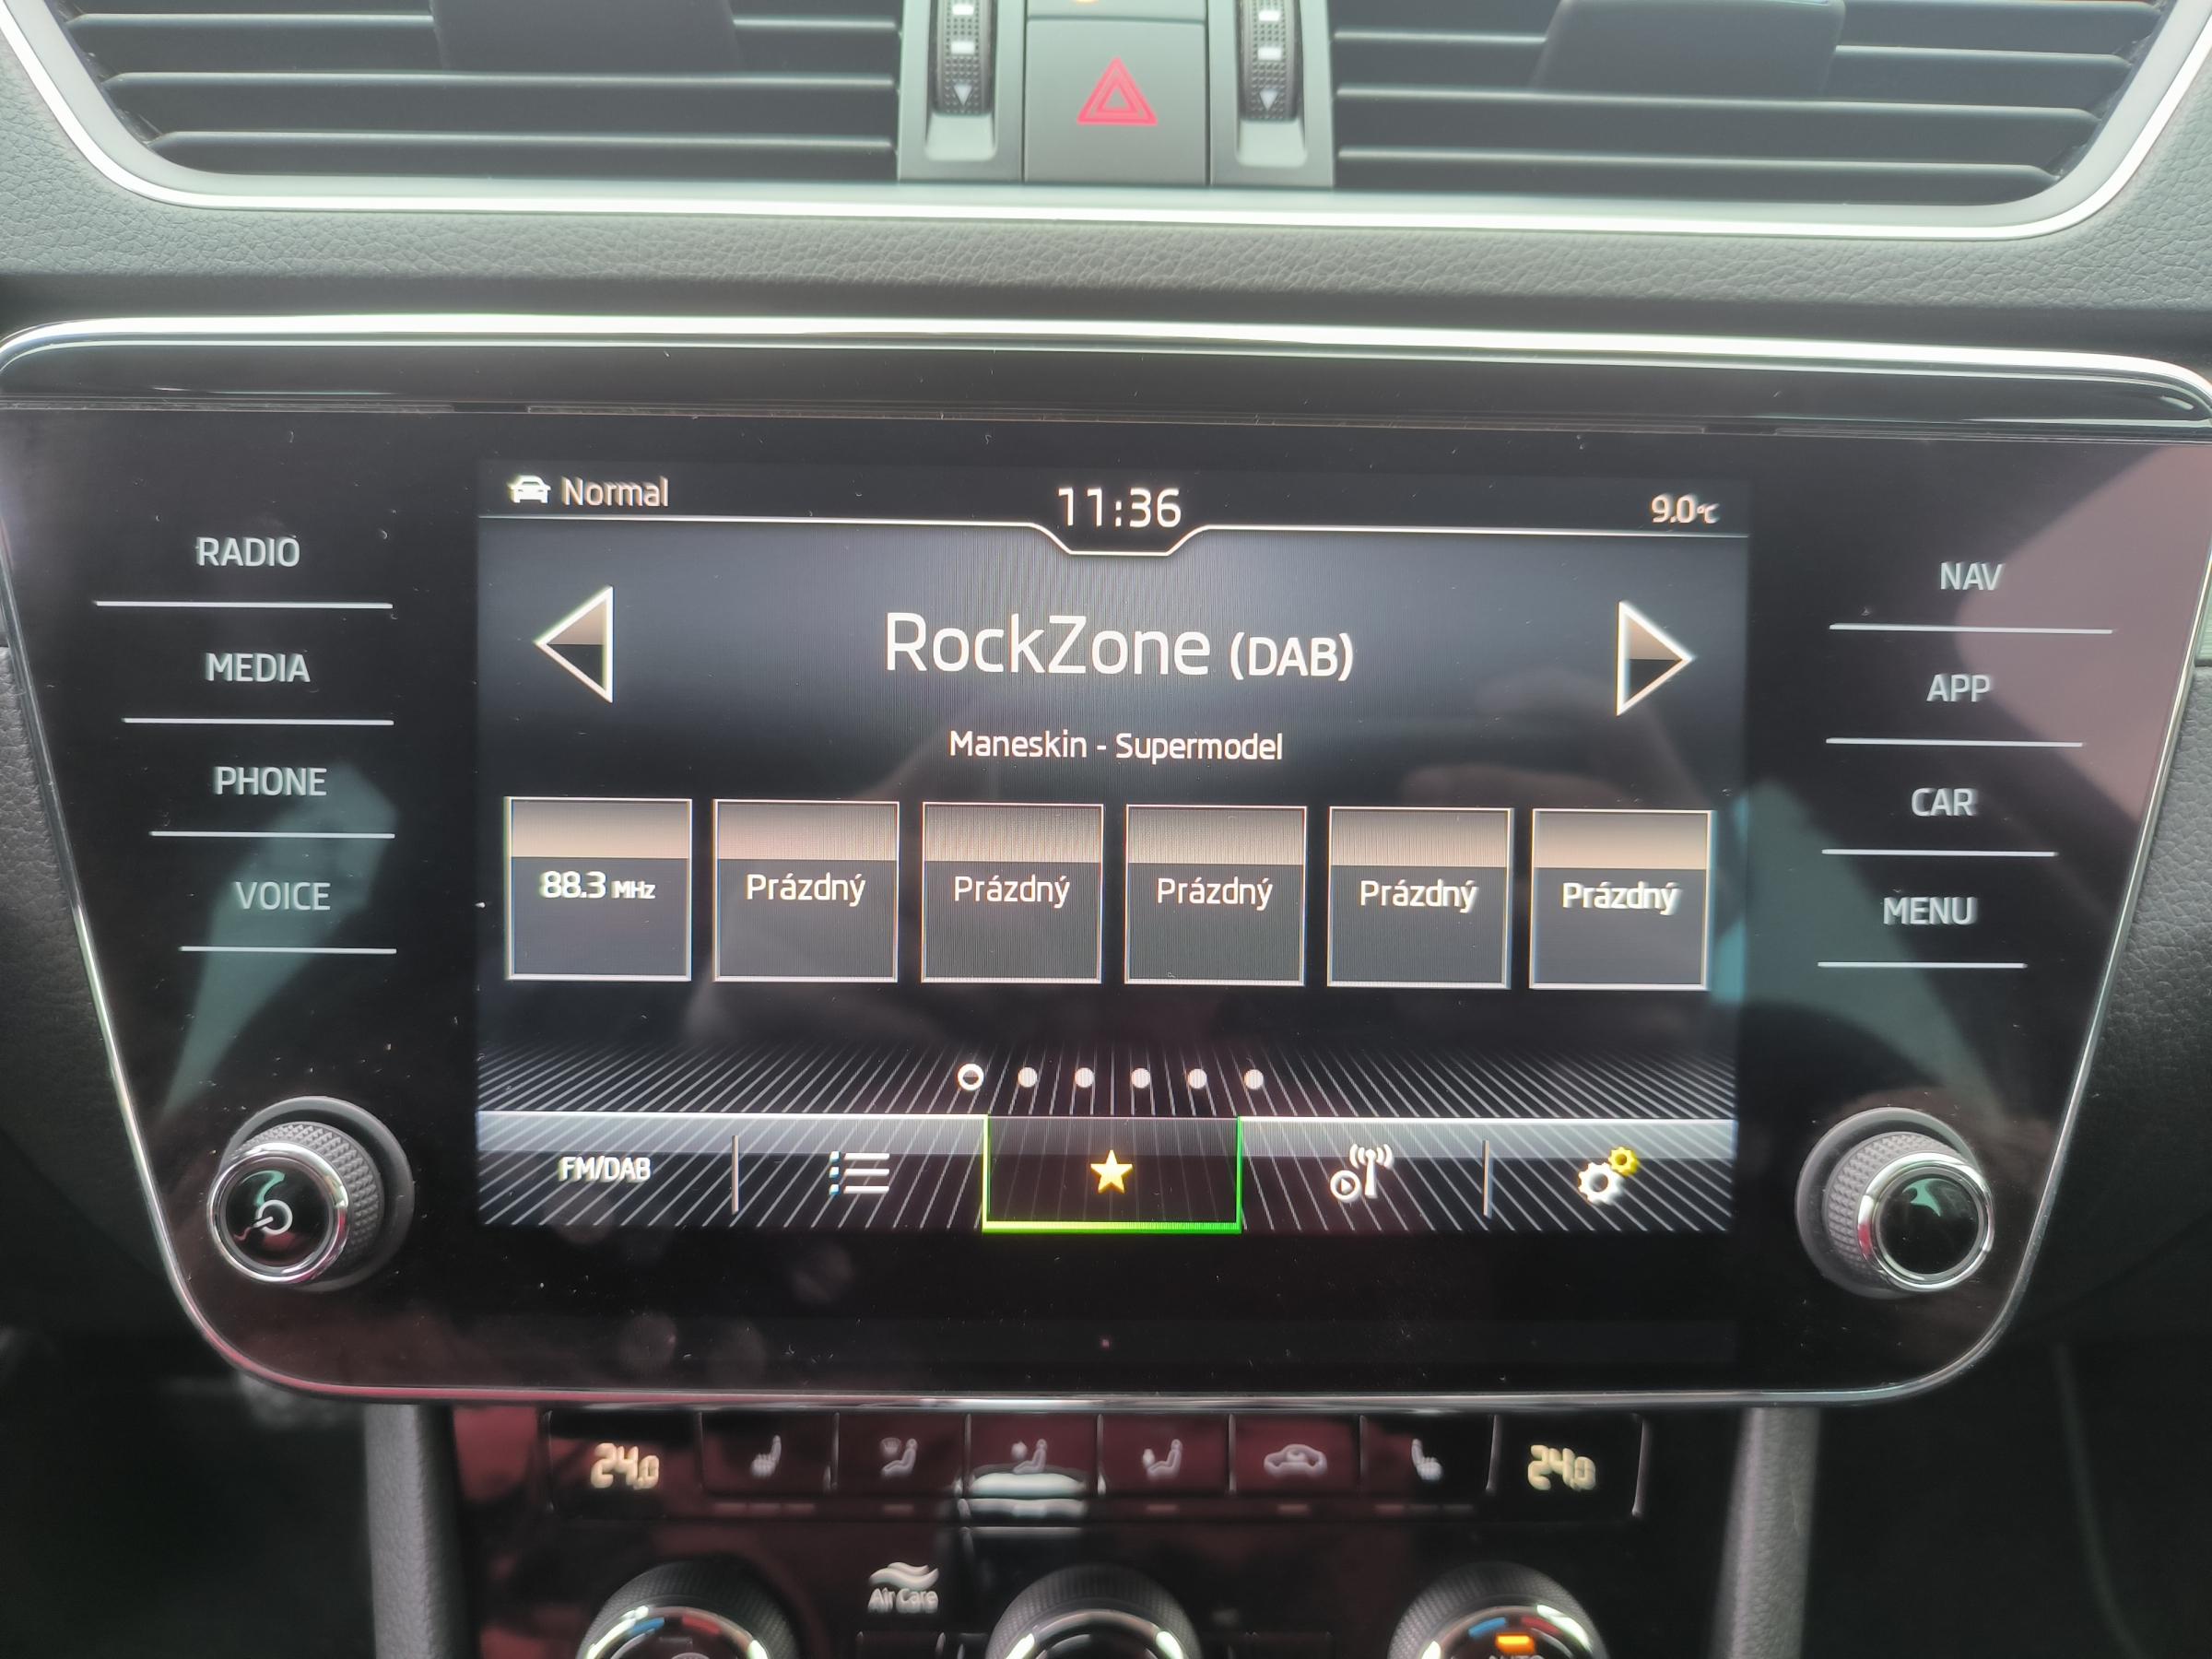 Normal
11:36
9.0°C
RADIO
MEDIA
PHONE
VOICE
RockZone (DAB)
Maneskin - Supermodel
88.3 MHz
Prázdný
Prázdný
Prázdný
Prázdný
Prázdný
FM/DAB
NAV
APP
CAR
MENU
24.0
24.0
Air Care